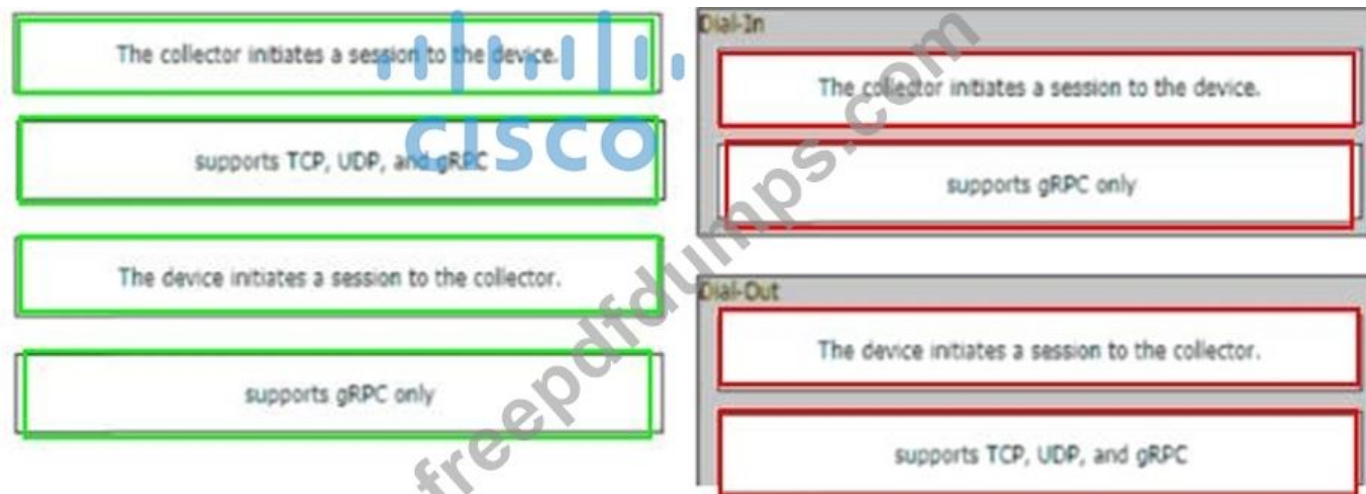 The collector initiates a session to the device.
supports TCP, UDP, and gRPC
The device initiates a session to the collector.
supports gRPC only
CISCO
Dial-In
The collector initiates a session to the device.
supports gRPC only
Dial-Out
The device initiates a session to the collector.
supports TCP, UDP, and gRPC
freepdfdumps.com